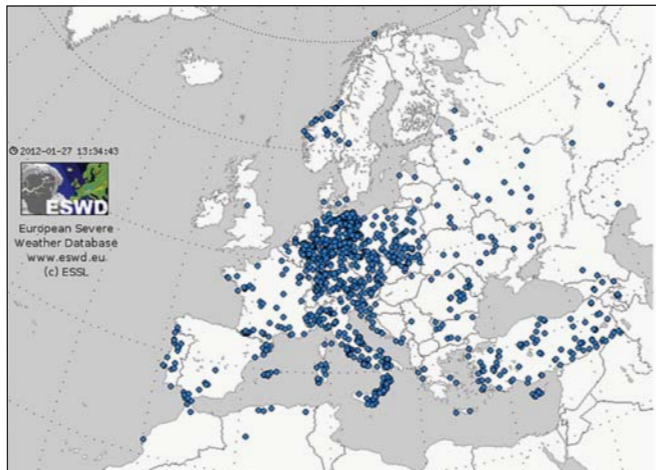 2012-01-27 13:34:43
ESWD
European Severe
Weather Database
www.eswd.eu
(c) ESSL